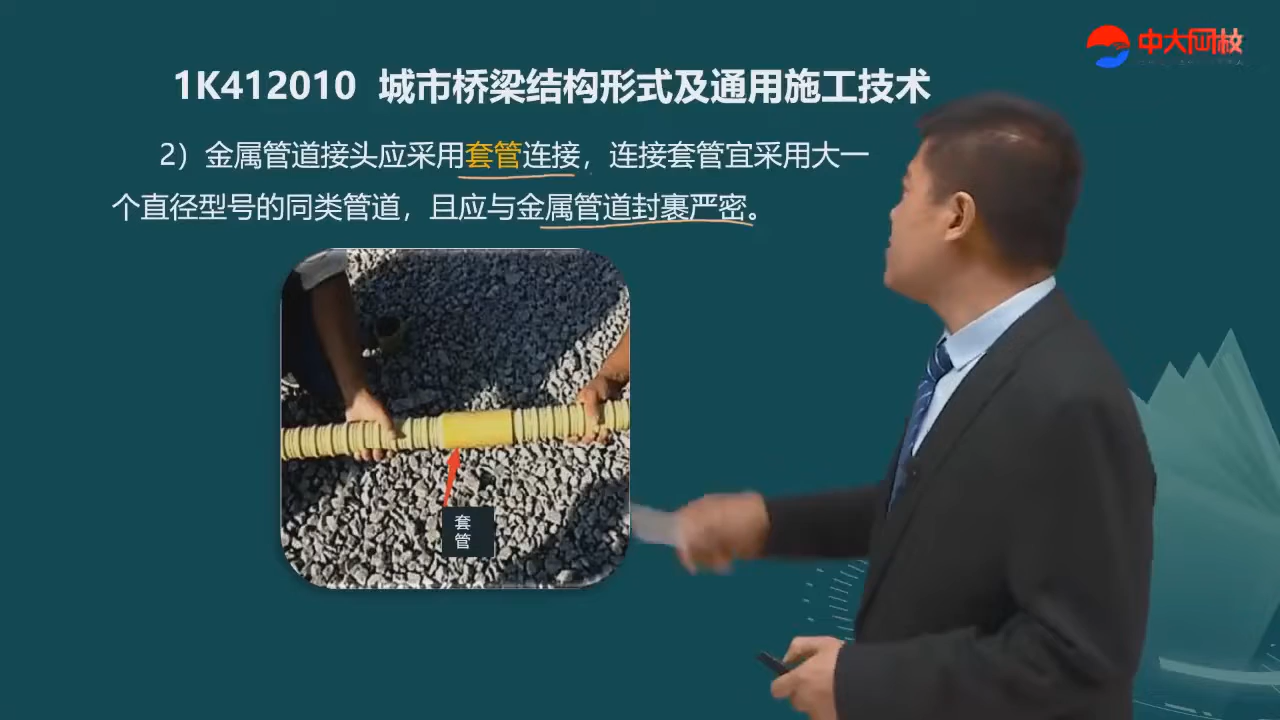 中大网校
1K412010 城市桥梁结构形式及通用施工技术
2）金属管道接头应采用套管连接，连接套管宜采用大一
个直径型号的同类管道，且应与金属管道封裹严密。
套
管